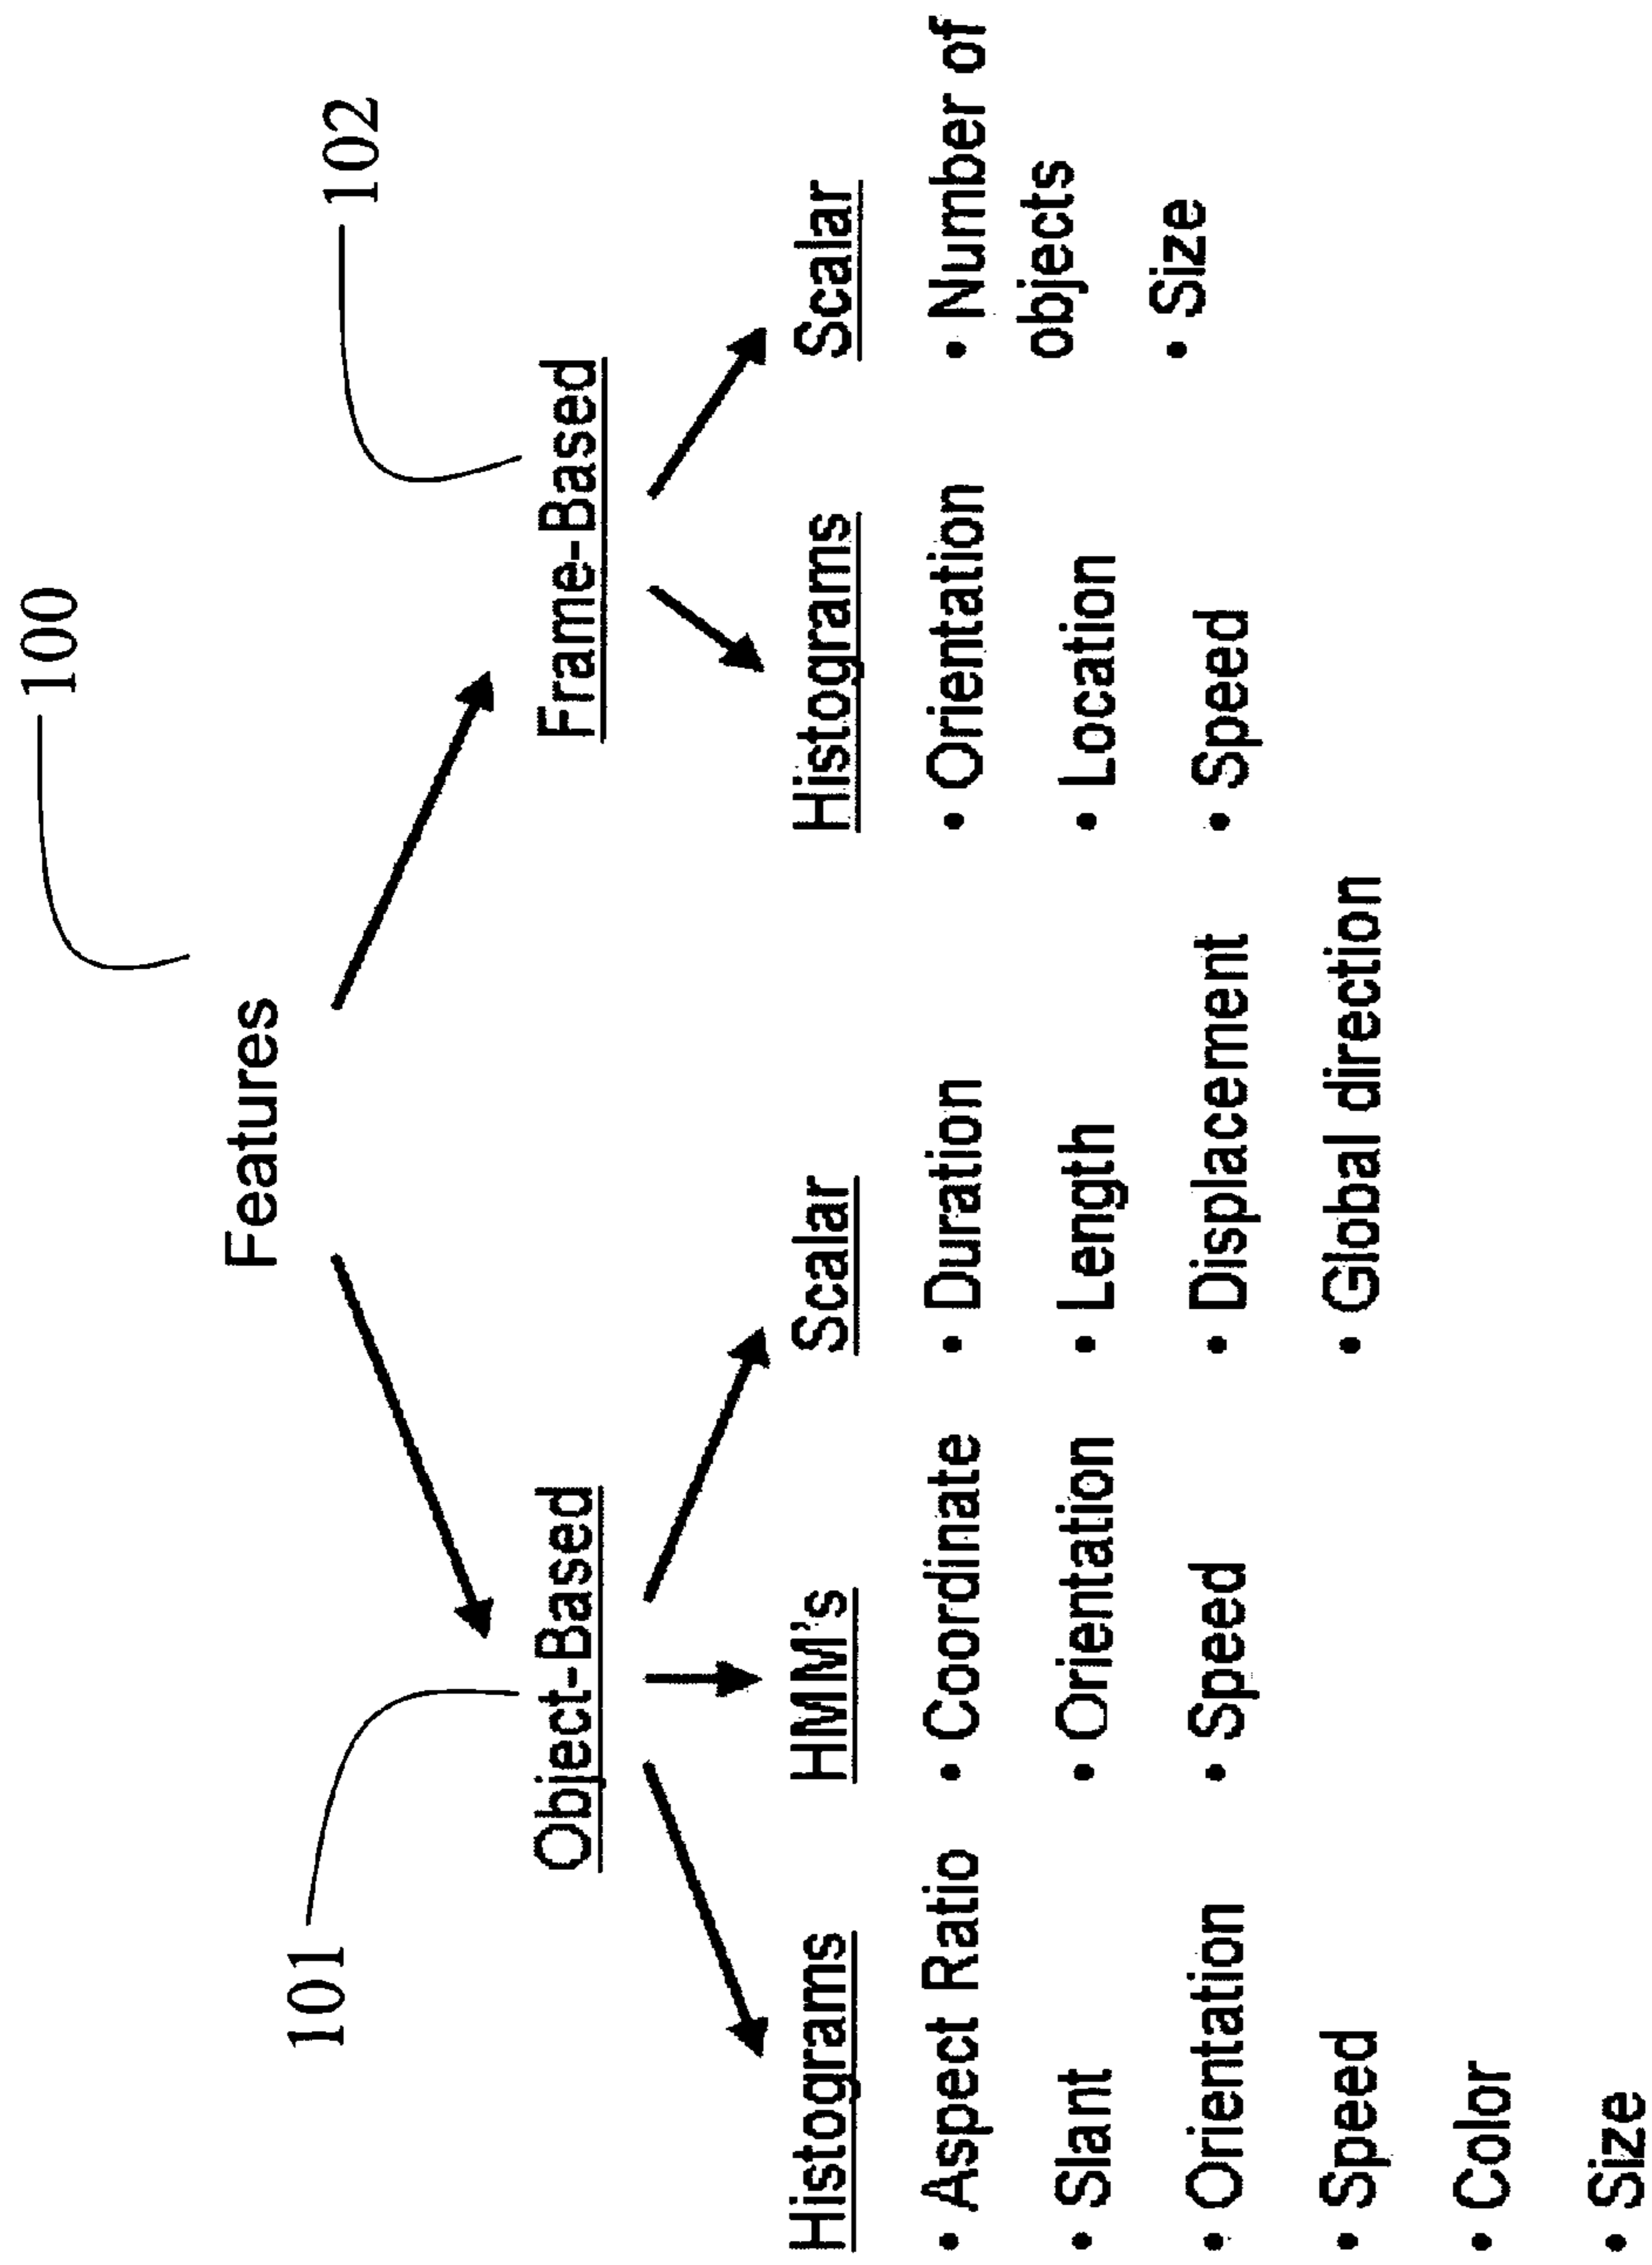 100
Features
101
102
Object-Based
Frame-Based
Histograms
• Aspect Ratio
• Slant
• Orientation
• Speed
• Color
• Size
HMM's
• Coordinate
• Orientation
• Speed
Scalar
• Duration
• Length
• Displacement
• Global direction
Histograms
• Orientation
• Location
• Speed
Scalar
• Number of
objects
• Size